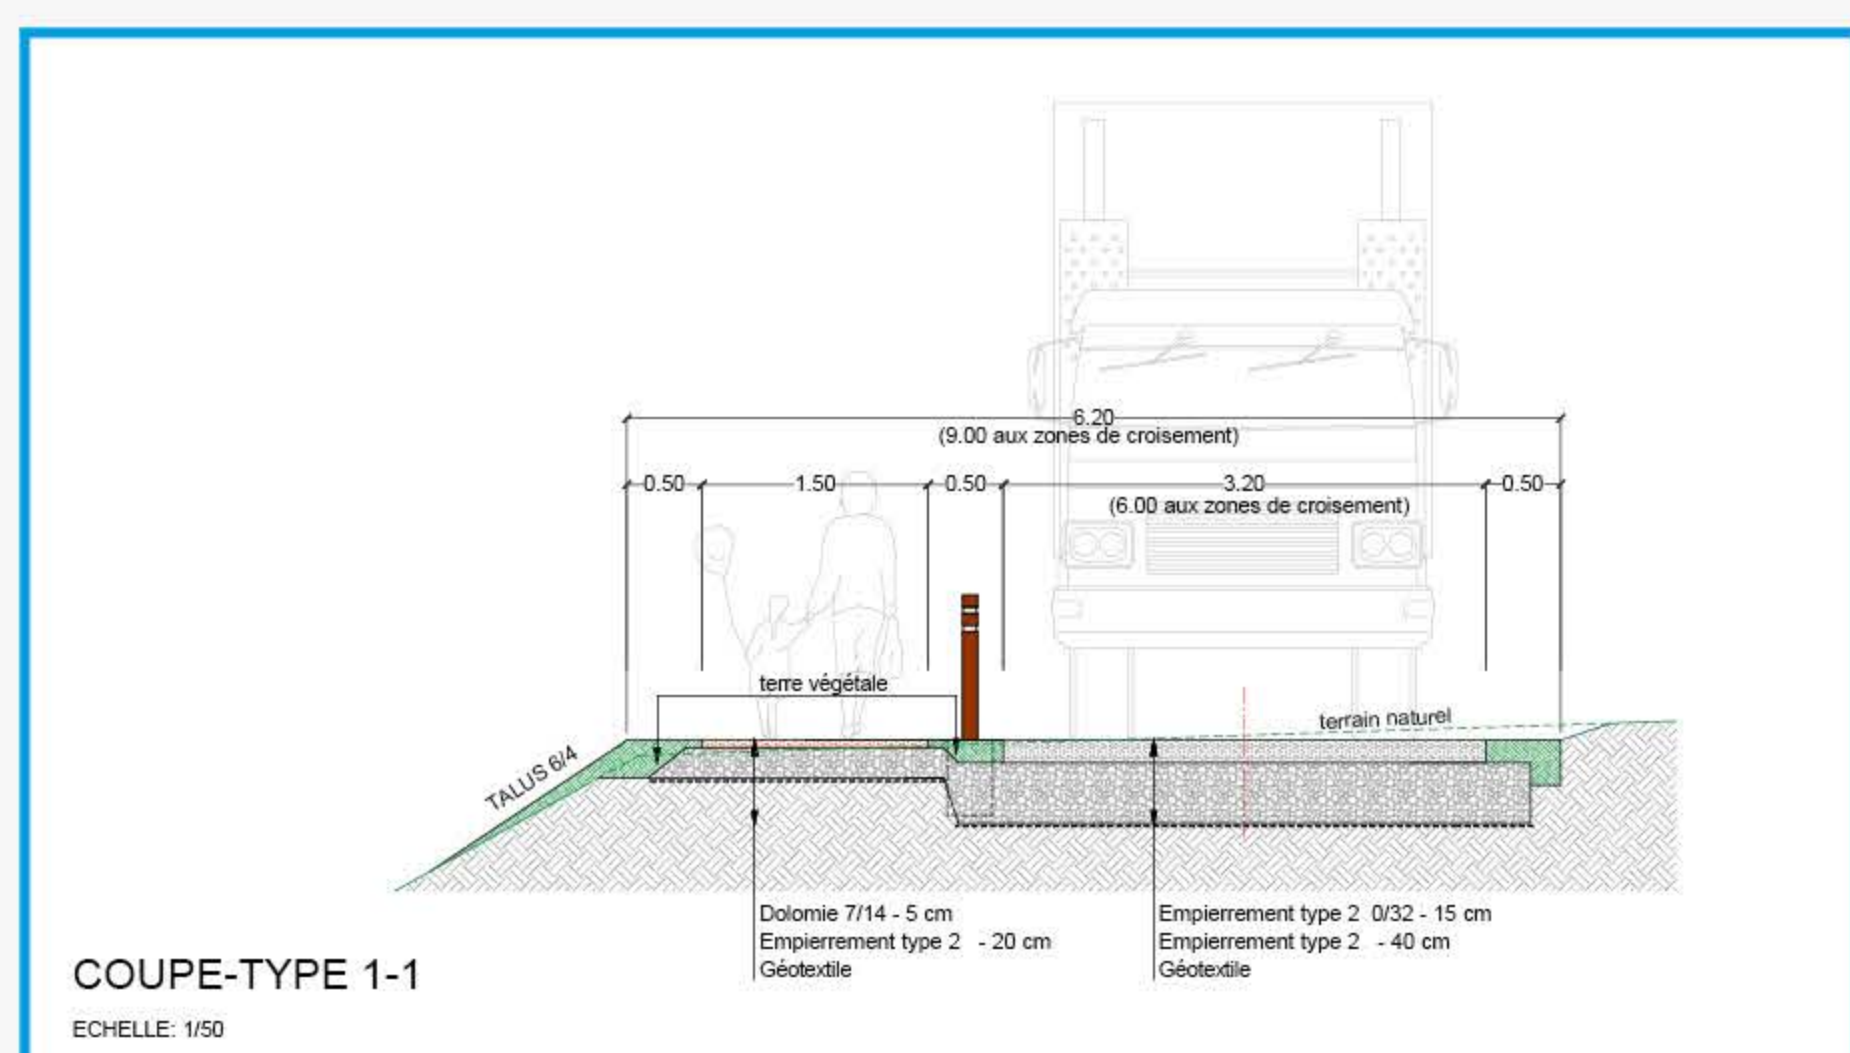 6.20
(9.00 aux zones de croisement)
0.50 1.50 0.50 3.20 0.50
(6.00 aux zones de croisement)
terre végétale
terrain naturel
TALUS 6/4
Dolomie 7/14 - 5 cm
Empierrement type 2 - 20 cm
Géotextile
Empierrement type 2 0/32 - 15 cm
Empierrement type 2 - 40 cm
Géotextile
COUPE-TYPE 1-1
ECHELLE: 1/50